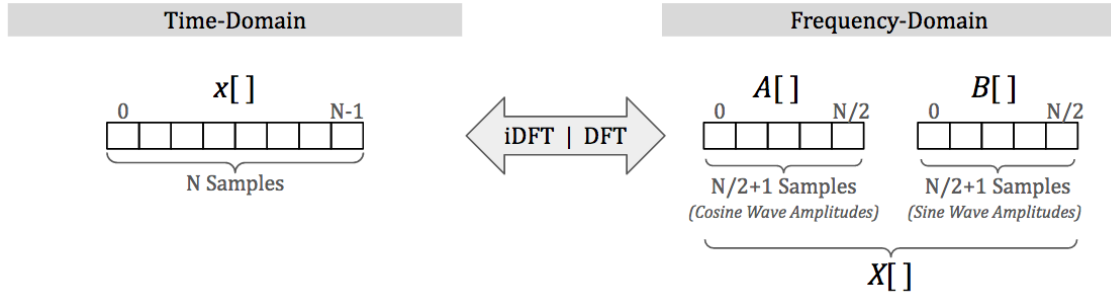 Time-Domain
Frequency-Domain
x[ ]
A[ ]
B[ ]
0 N-1
0 N/2
0 N/2
iDFT | DFT
N Samples
N/2+1 Samples
(Cosine Wave Amplitudes)
N/2+1 Samples
(Sine Wave Amplitudes)
X[ ]